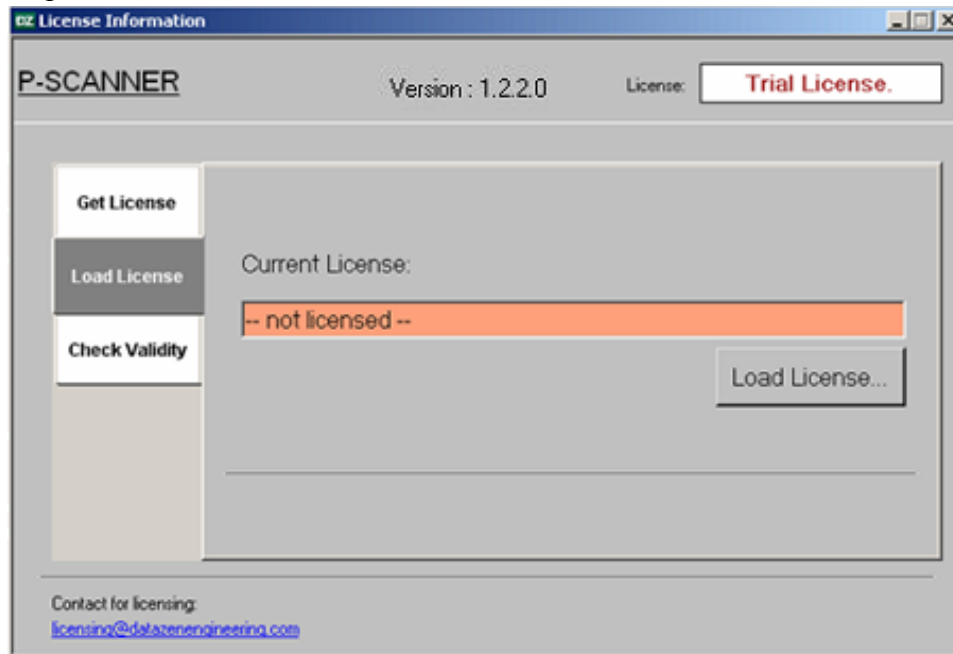 DZ License Information
P-SCANNER
Version : 1.2.2.0
License:
Trial License.
Get License
Load License
Check Validity
Current License:
-- not licensed --
Load License...
Contact for licensing:
licensing@datazenengineering.com